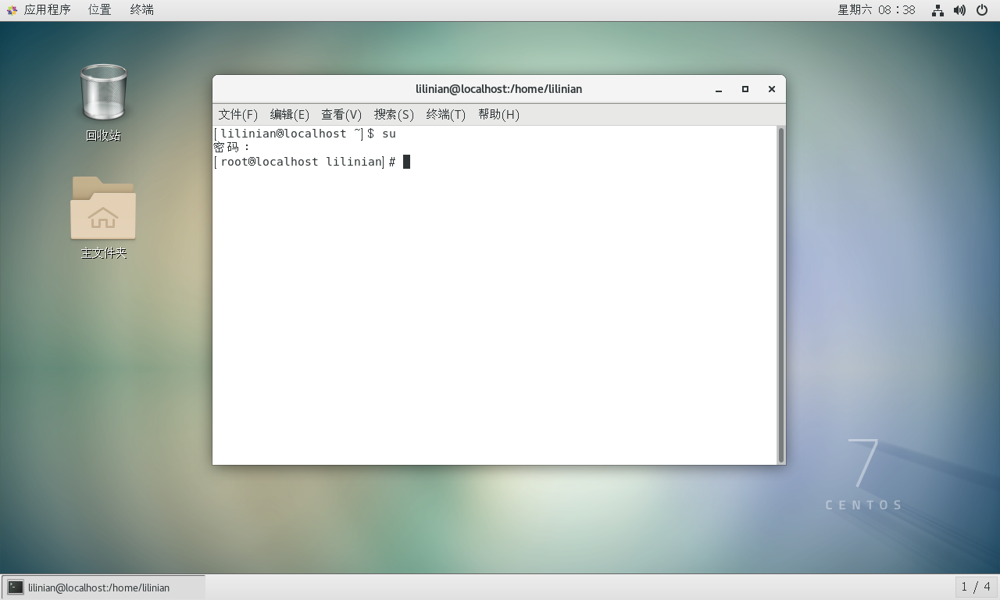 应用程序 位置 终端 星期六 08：38
回收站
主文件夹
lilinian@localhost:/home/lilinian
文件(F) 编辑(E) 查看(V) 搜索(S) 终端(T) 帮助(H)
[lilinian@localhost ~]$ su
密码：
[root@localhost lilinian]#
7
CENTOS
lilinian@localhost:/home/lilinian
1 / 4